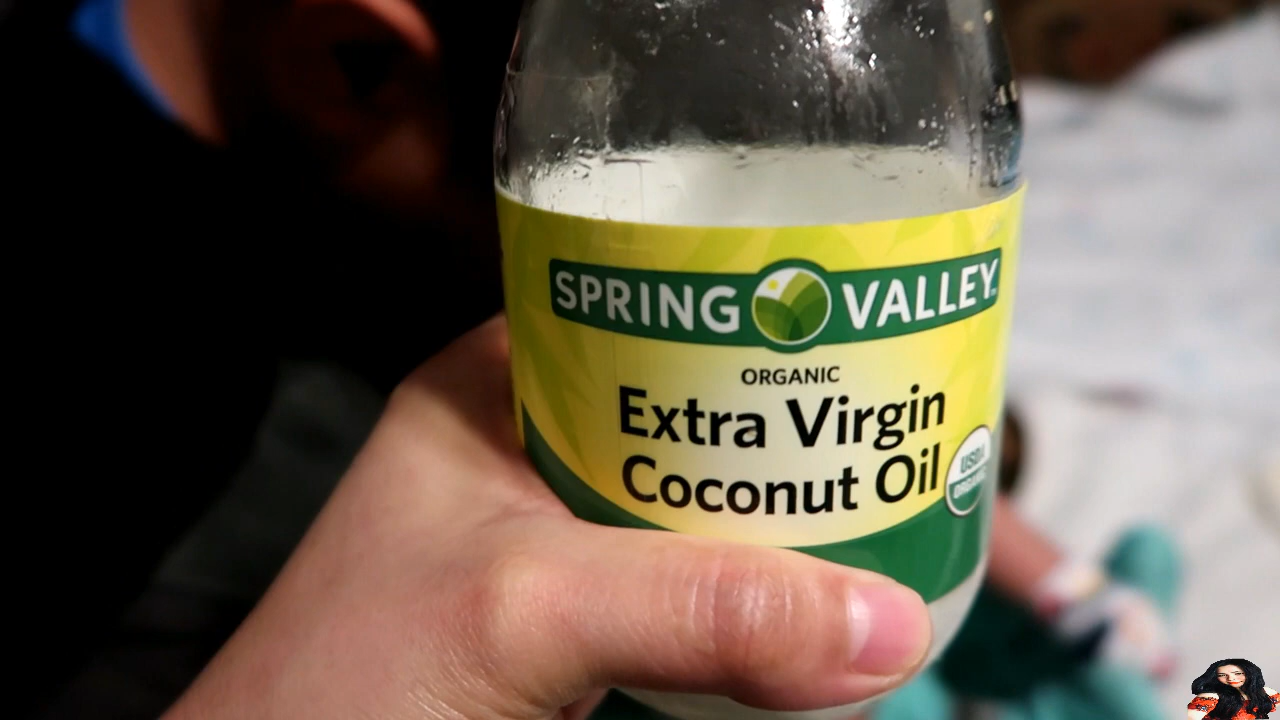 SPRING VALLEY
ORGANIC
Extra Virgin
Coconut Oil
USDA
ORGANIC